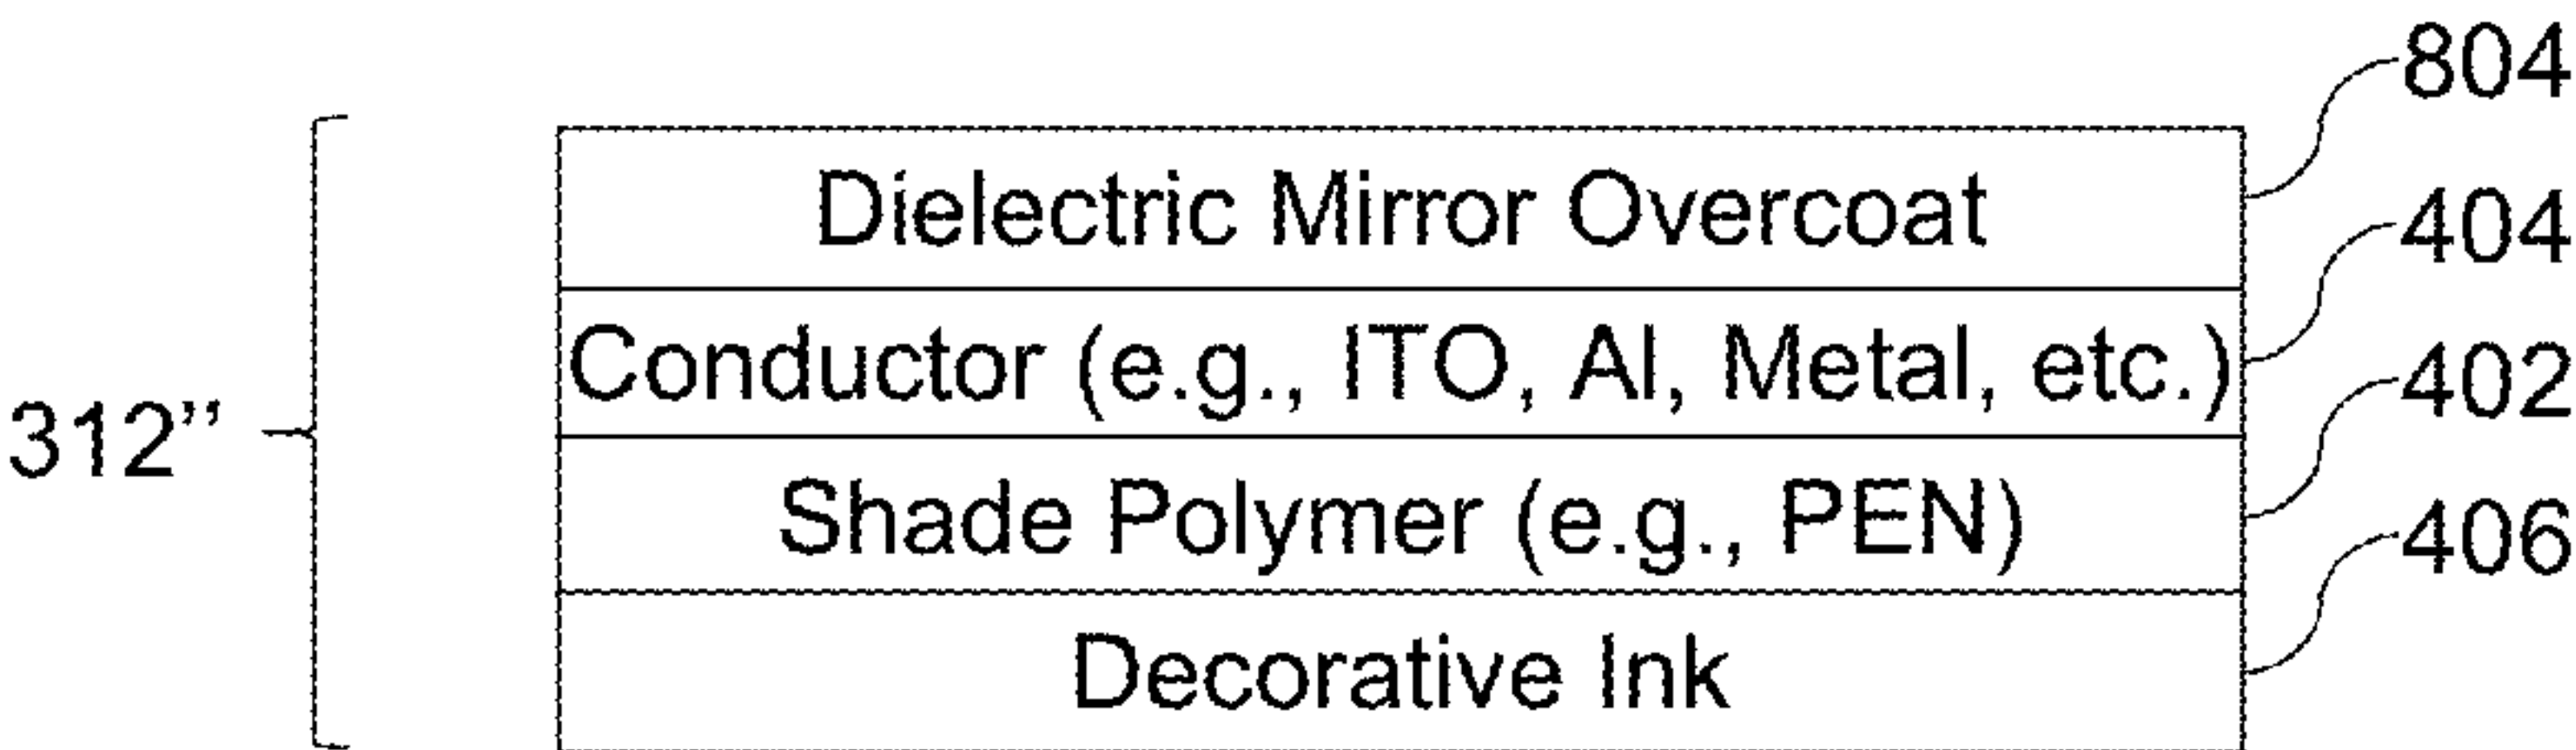 804
Dielectric Mirror Overcoat
404
Conductor (e.g., ITO, Al, Metal, etc.)
402
312”
Shade Polymer (e.g., PEN)
406
Decorative Ink